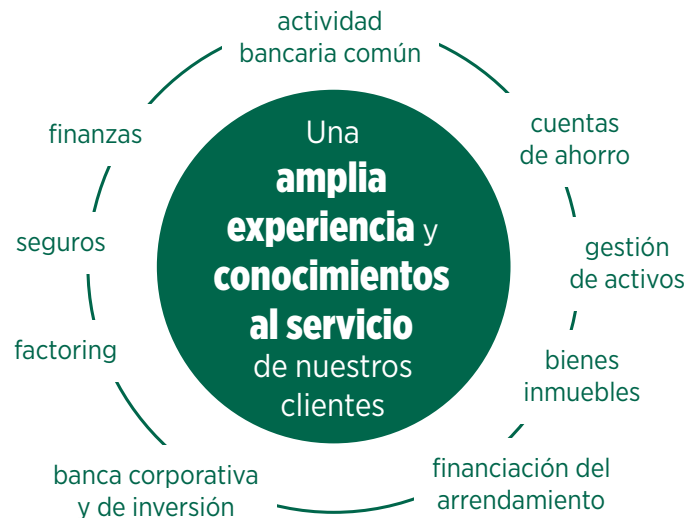 actividad
bancaria común
cuentas
de ahorro
gestión
de activos
bienes
inmuebles
financiación del
arrendamiento
banca corporativa
y de inversión
factoring
seguros
finanzas
Una
amplia
experiencia y
conocimientos
al servicio
de nuestros
clientes